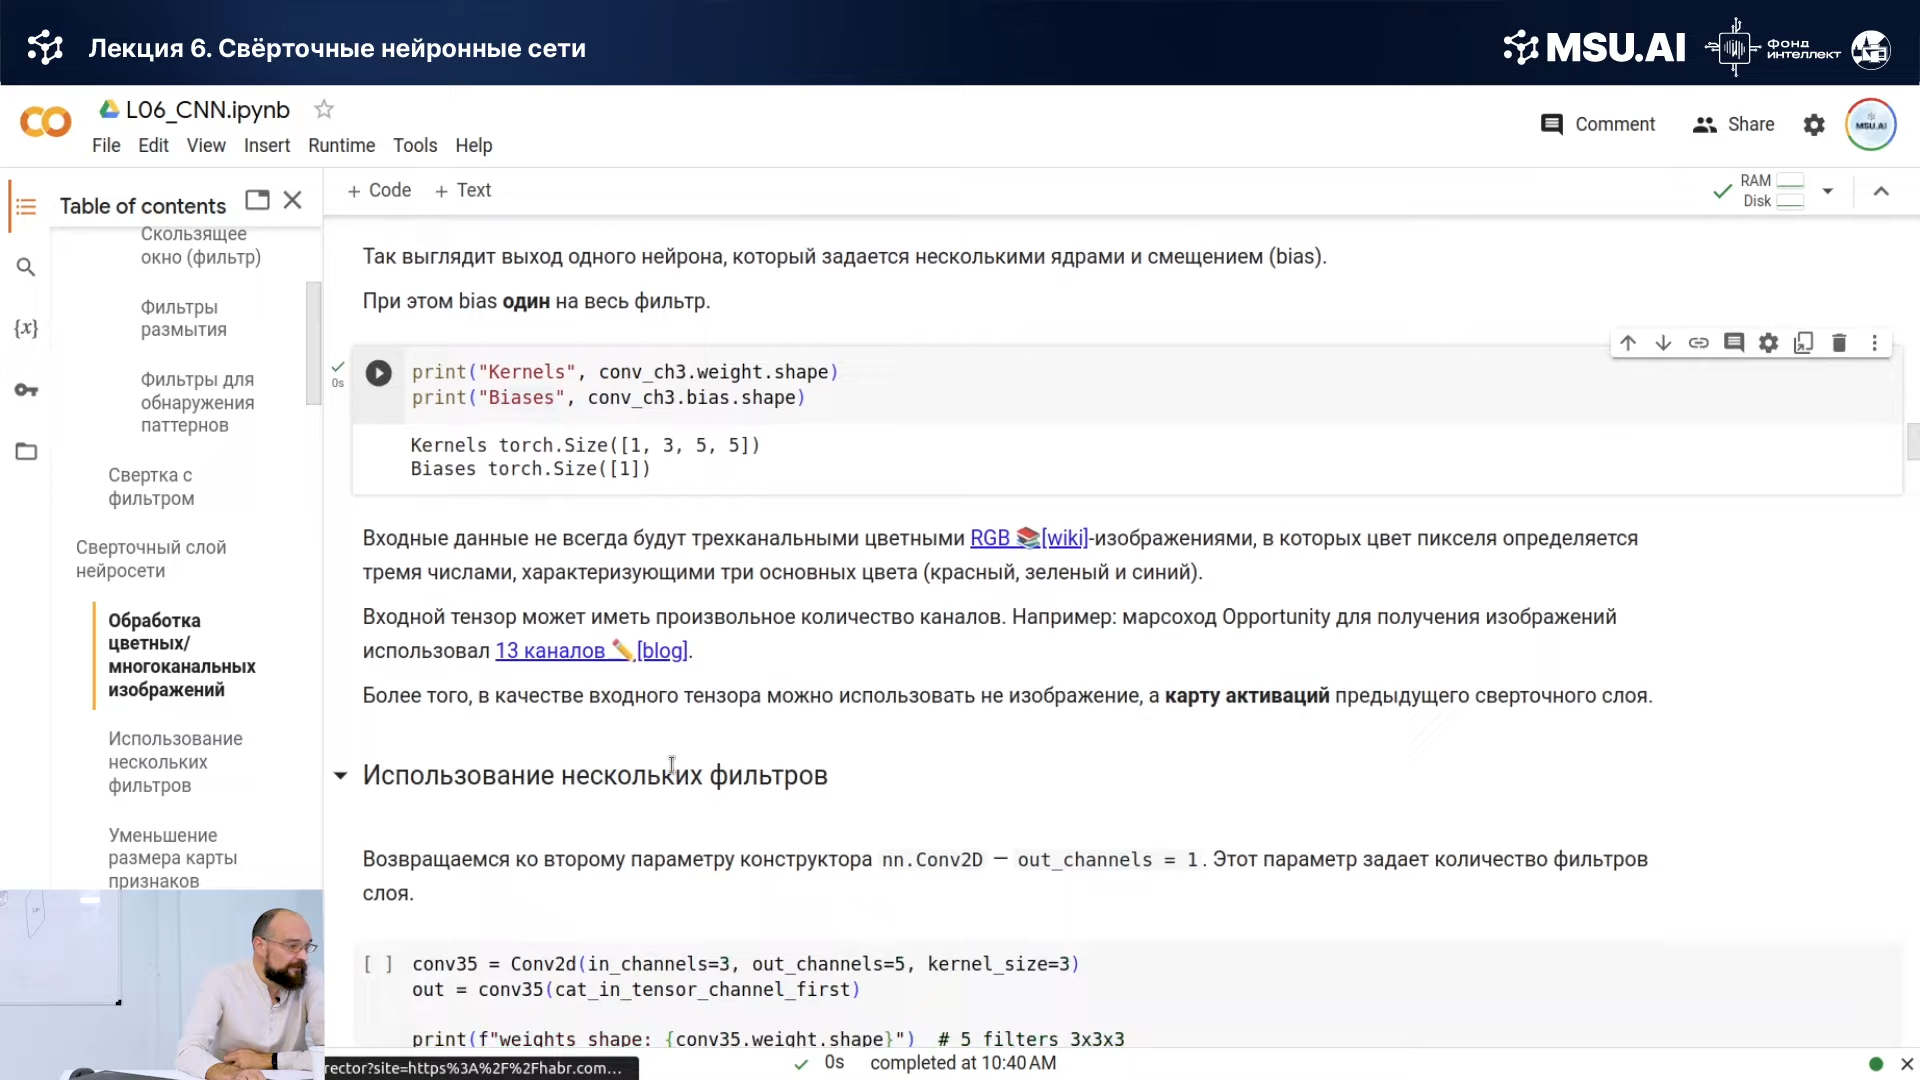 Лекция 6. Свёрточные нейронные сети
MSU.AI
ФОНД
ИНТЕЛЛЕКТ
L06_CNN.ipynb
File Edit View Insert Runtime Tools Help
Comment
Share
MSU.AI
Table of contents
+ Code + Text
RAM
Disk
Скользящее
окно (фильтр)
Фильтры
размытия
Фильтры для
обнаружения
паттернов
Свертка с
фильтром
Сверточный слой
нейросети
Обработка
цветных/
многоканальных
изображений
Использование
нескольких
фильтров
Уменьшение
размера карты
признаков
{x}
Так выглядит выход одного нейрона, который задается несколькими ядрами и смещением (bias).
При этом bias один на весь фильтр.
0s
print("Kernels", conv_ch3.weight.shape)
print("Biases", conv_ch3.bias.shape)
Kernels torch.Size([1, 3, 5, 5])
Biases torch.Size([1])
Входные данные не всегда будут трехканальными цветными RGB 📚[wiki]-изображениями, в которых цвет пикселя определяется
тремя числами, характеризующими три основных цвета (красный, зеленый и синий).
Входной тензор может иметь произвольное количество каналов. Например: марсоход Opportunity для получения изображений
использовал 13 каналов ✏️[blog].
Более того, в качестве входного тензора можно использовать не изображение, а карту активаций предыдущего сверточного слоя.
Использование нескольких фильтров
Возвращаемся ко второму параметру конструктора nn.Conv2D — out_channels = 1. Этот параметр задает количество фильтров
слоя.
[ ] conv35 = Conv2d(in_channels=3, out_channels=5, kernel_size=3)
out = conv35(cat_in_tensor_channel_first)
print(f"weights shape: {conv35.weight.shape}") # 5 filters 3x3x3
rector?site=https%3A%2F%2Fhabr.com...
0s completed at 10:40 AM